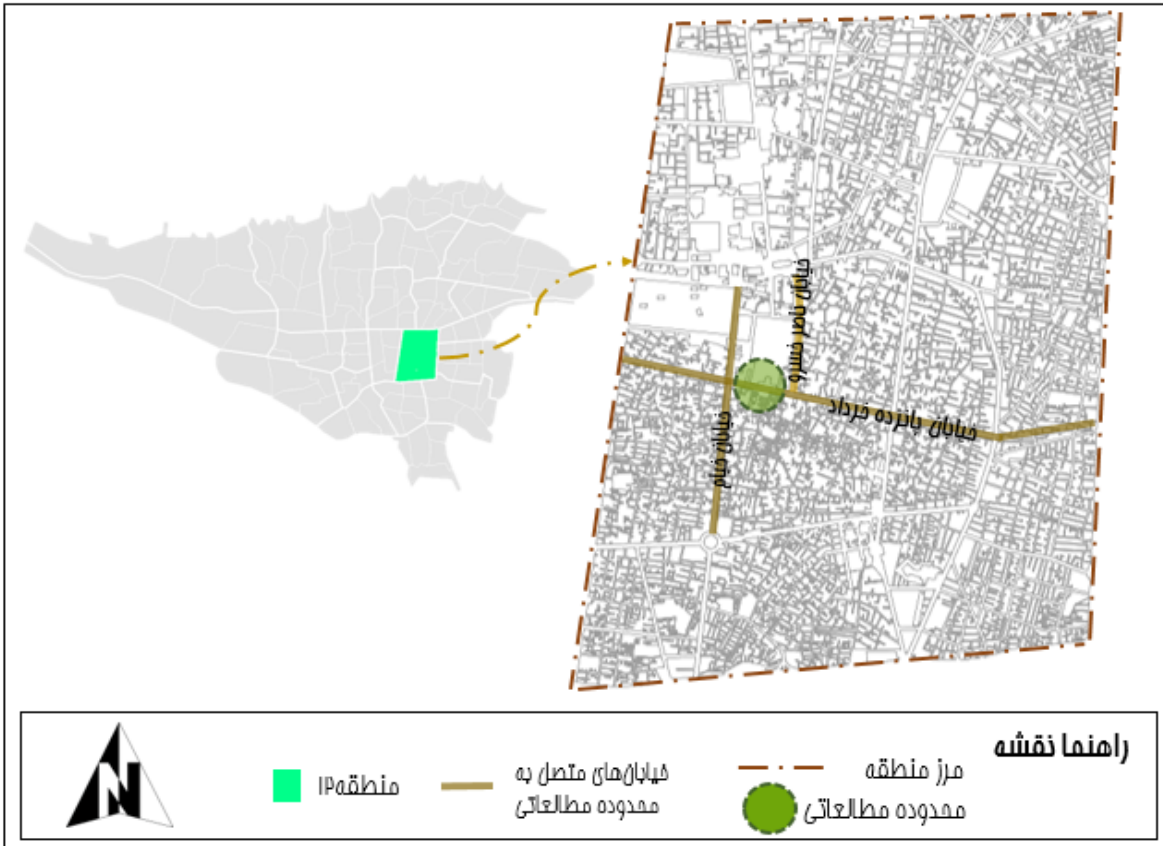 خیابان ناصر خسرو
خیابان پانزده خرداد
خیابان خیام
راهنما نقشه
مرز منطقه
محدوده مطالعاتی
خیابان‌های متصل به
محدوده مطالعاتی
منطقه۱۲
N